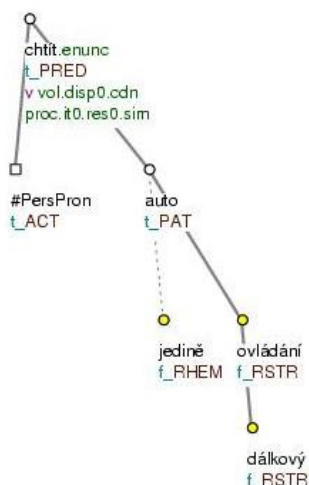 chtít.enunc
t_PRED
v vol.disp0.cdn
proc.it0.res0.sim
#PersPron
t_ACT
auto
t_PAT
jedině
f_RHEM
ovládání
f_RSTR
dálkový
f_RSTR